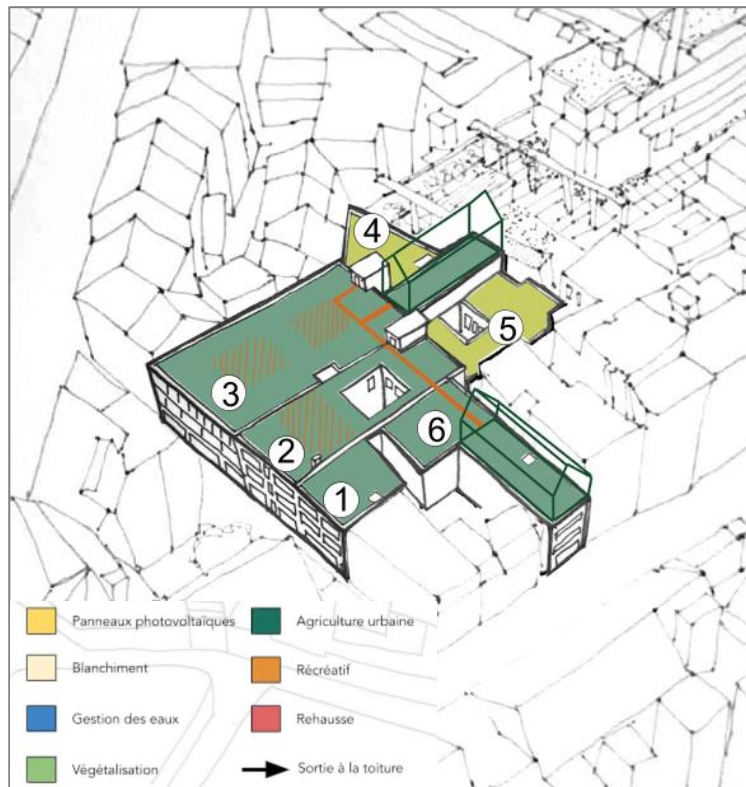 4
5
3
6
2
1
Panneaux photovoltaïques
Agriculture urbaine
Blanchiment
Récréatif
Gestion des eaux
Rehausse
Végétalisation
Sortie à la toiture